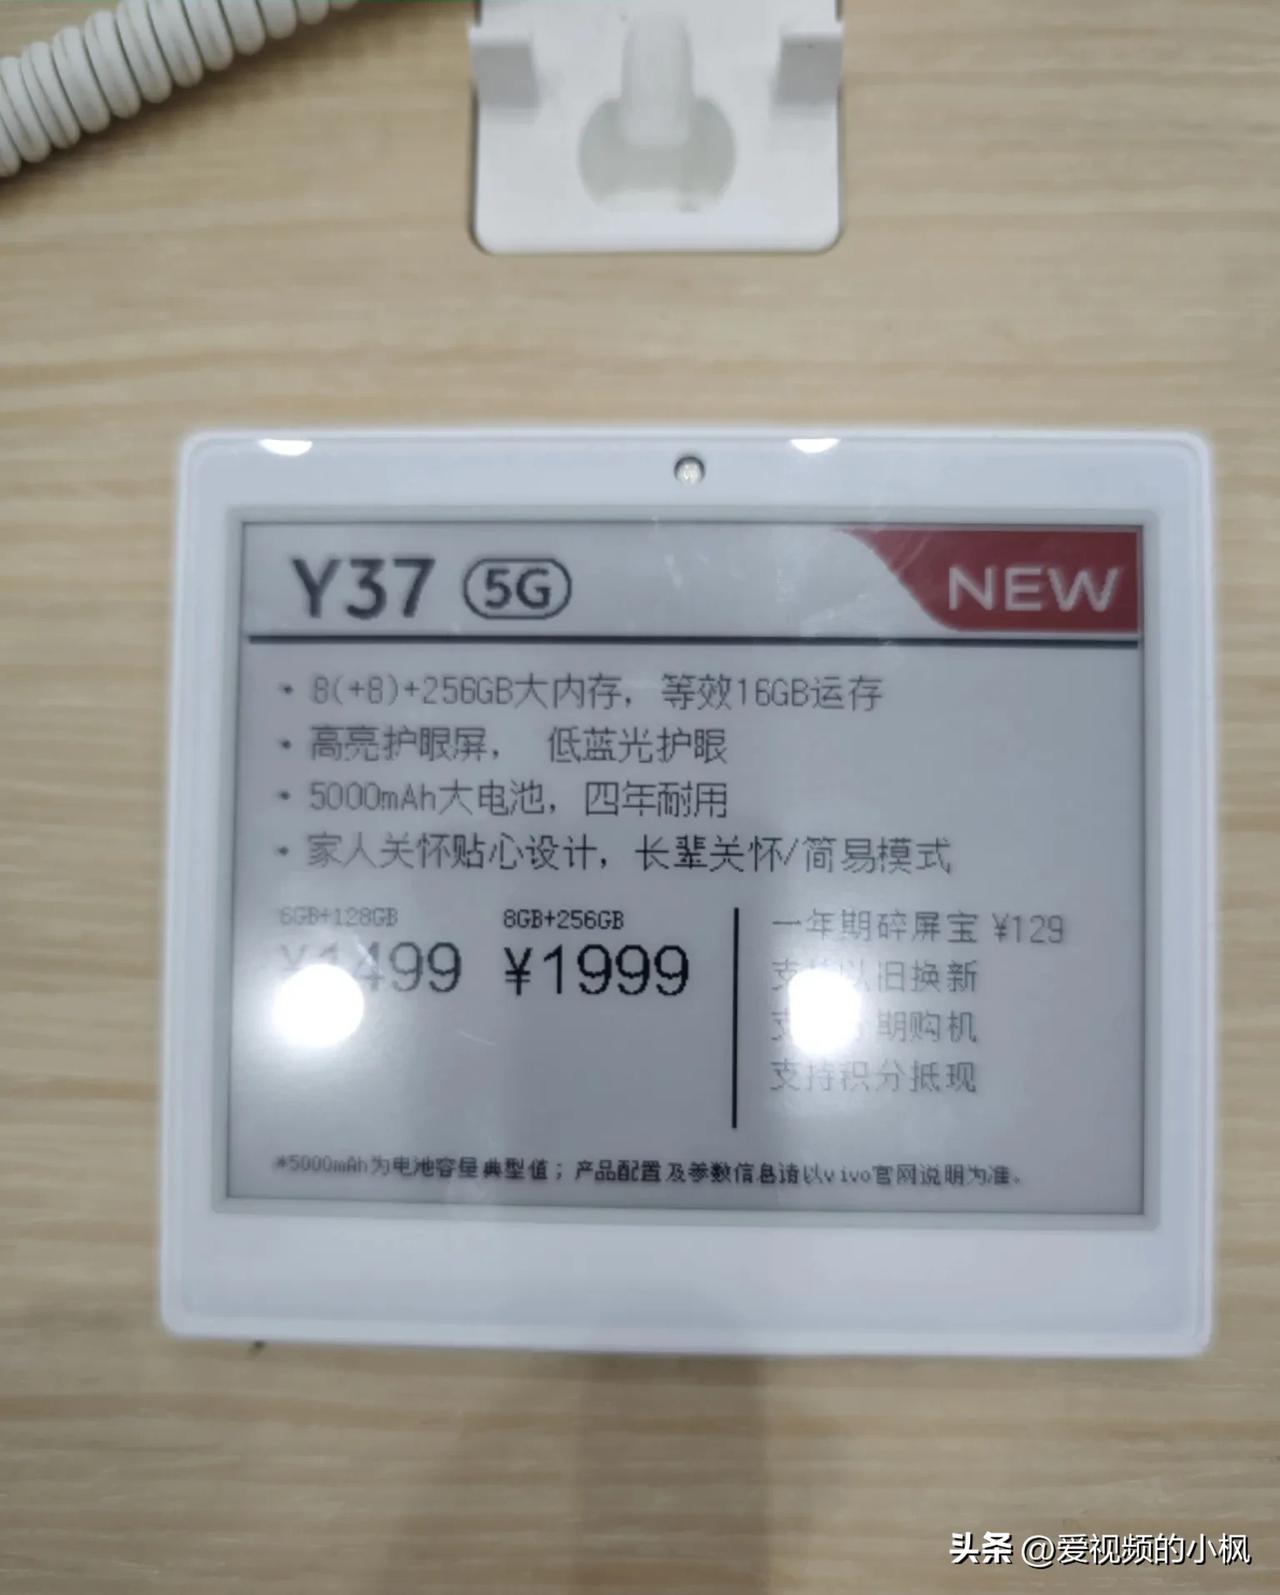 Y37 5G NEW
• 8(+8)+256GB大内存，等效16GB运存
• 高亮护眼屏， 低蓝光护眼
• 5000mAh大电池，四年耐用
• 家人关怀贴心设计，长辈关怀/简易模式
6GB+128GB 8GB+256GB
¥1499 ¥1999
一年期碎屏宝 ¥129
支持以旧换新
支 期购机
支持积分抵现
*5000mAh为电池容量典型值；产品配置及参数信息请以vivo官网说明为准。
头条 @爱视频的小枫